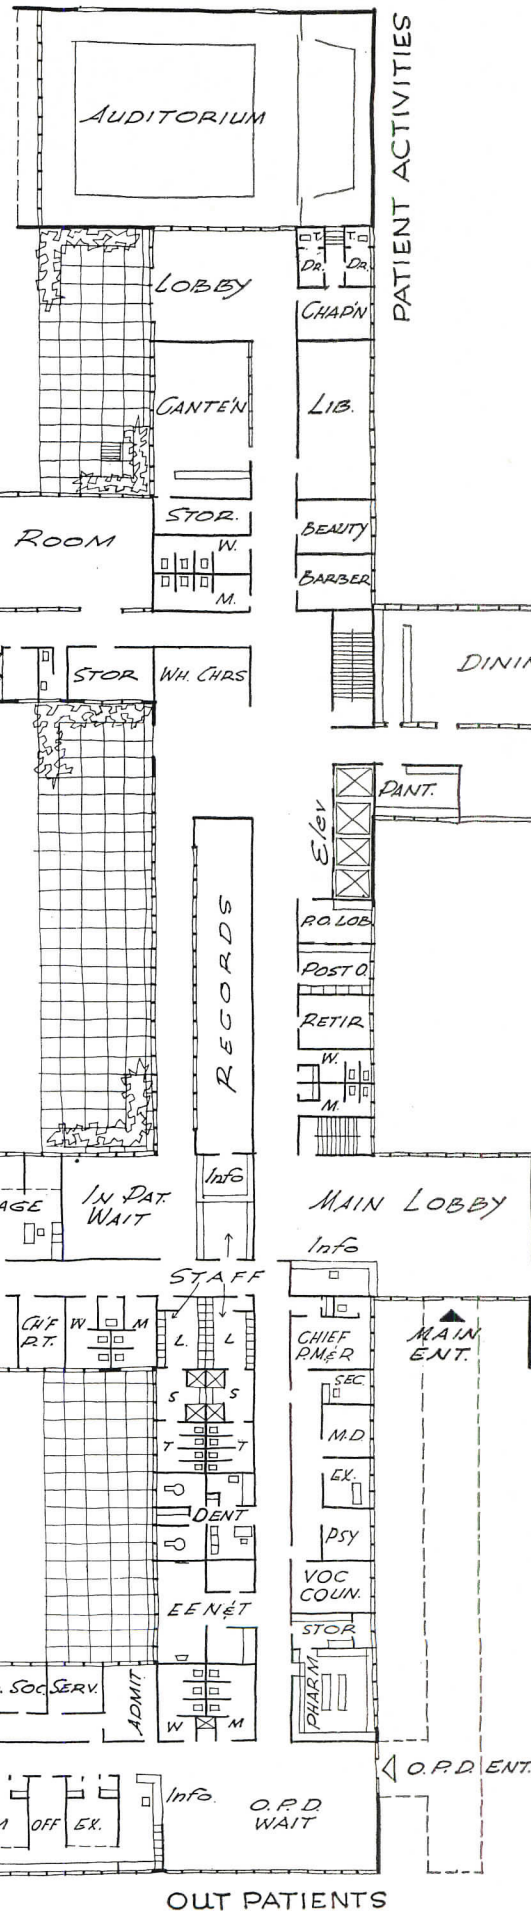 PATIENT ACTIVITIES
AUDITORIUM
T. T.
DR. DR.
LOBBY
CHAP'N
CANTE'N
LIB.
STOR.
BEAUTY
ROOM
W.
BARBER
M.
DINI
STOR
WH. CHRS
PANT.
Elev
RECORDS
P.O. LOB.
POST O.
RETIR
W.
M.
Info
AGE
IN PAT.
WAIT
MAIN LOBBY
Info
STAFF
CH'F
P.T.
W M
L. L
CHIEF
P.M&R
MAIN
ENT.
S S
SEC.
T T
M.D
EX.
DENT
PSY
VOC
COUN.
EEN&T
STOR
SOC. SERV.
ADMIT
PHARM.
W M
O.P.D. ENT.
Info.
O.P.D.
WAIT
OFF EX.
OUT PATIENTS